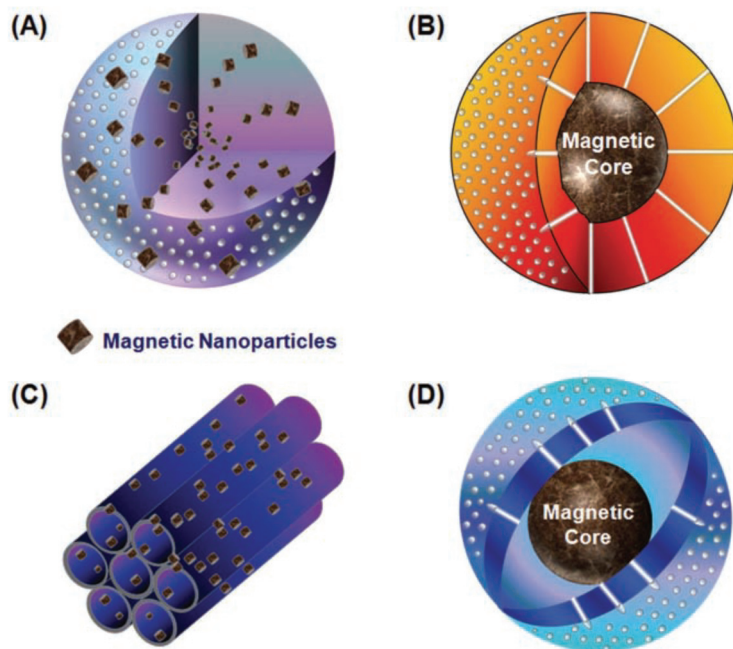 (A)
(B)
Magnetic
Core
Magnetic Nanoparticles
(C)
(D)
Magnetic
Core